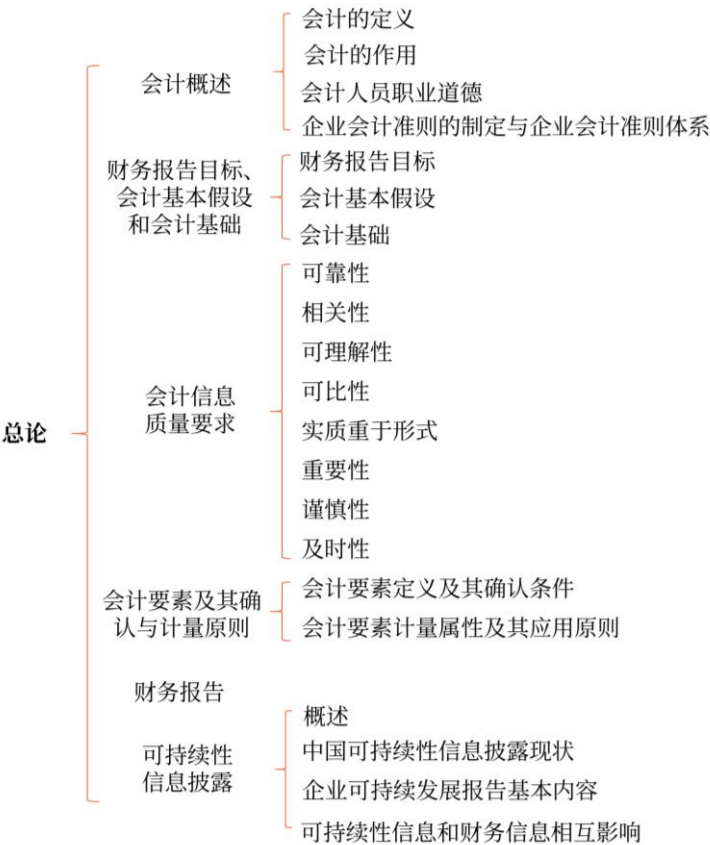 总论
会计概述
会计的定义
会计的作用
会计人员职业道德
企业会计准则的制定与企业会计准则体系
财务报告目标、
会计基本假设
和会计基础
财务报告目标
会计基本假设
会计基础
会计信息
质量要求
可靠性
相关性
可理解性
可比性
实质重于形式
重要性
谨慎性
及时性
会计要素及其确
认与计量原则
会计要素定义及其确认条件
会计要素计量属性及其应用原则
财务报告
可持续性
信息披露
概述
中国可持续性信息披露现状
企业可持续发展报告基本内容
可持续性信息和财务信息相互影响